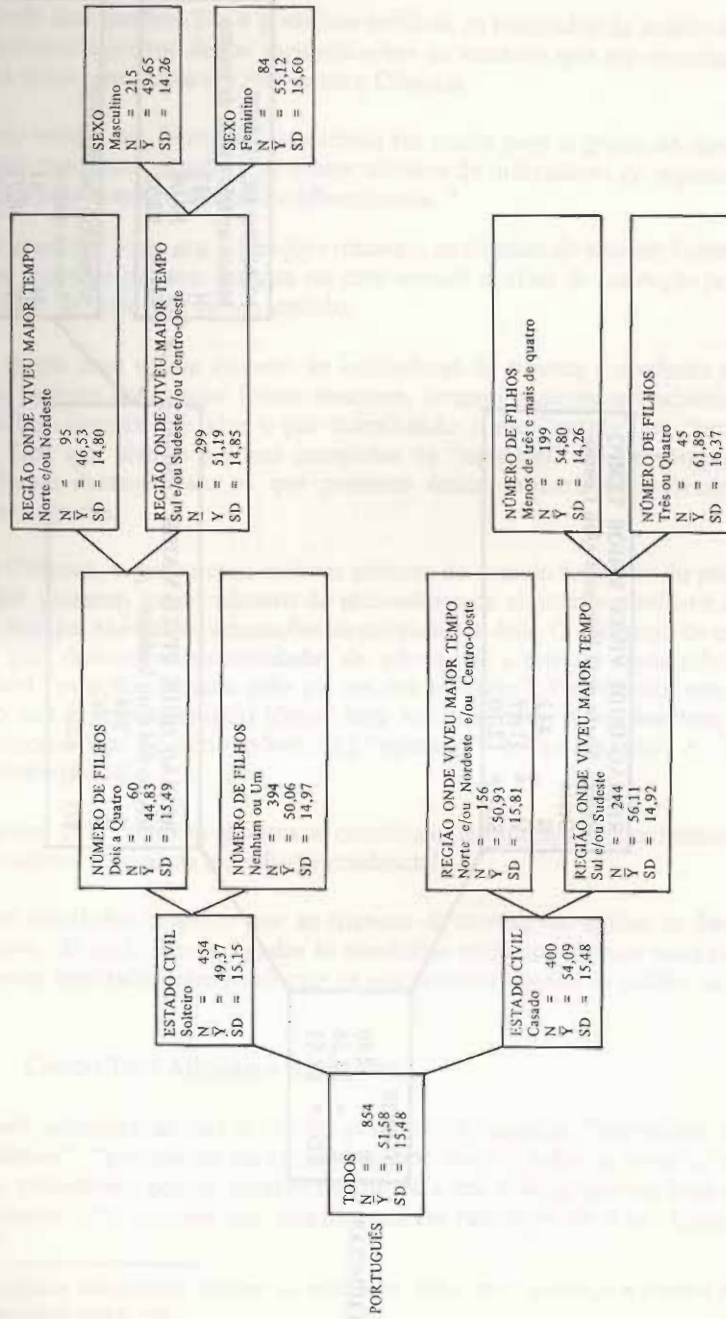 PORTUGUÊS
TODOS
N = 854
Y̅ = 51,58
SD = 15,48
ESTADO CIVIL
Solteiro
N = 454
Y̅ = 49,37
SD = 15,15
ESTADO CIVIL
Casado
N = 400
Y̅ = 54,09
SD = 15,48
NÚMERO DE FILHOS
Dois a Quatro
N = 60
Y̅ = 44,83
SD = 15,49
NÚMERO DE FILHOS
Nenhum ou Um
N = 394
Y̅ = 50,06
SD = 14,97
REGIÃO ONDE VIVEU MAIOR TEMPO
Norte e/ou Nordeste e/ou Centro-Oeste
N = 156
Y̅ = 50,93
SD = 15,81
REGIÃO ONDE VIVEU MAIOR TEMPO
Sul e/ou Sudeste
N = 244
Y̅ = 56,11
SD = 14,92
REGIÃO ONDE VIVEU MAIOR TEMPO
Norte e/ou Nordeste
N = 95
Y̅ = 46,53
SD = 14,80
REGIÃO ONDE VIVEU MAIOR TEMPO
Sul e/ou Sudeste e/ou Centro-Oeste
N = 299
Y = 51,19
SD = 14,85
NÚMERO DE FILHOS
Menos de três e mais de quatro
N = 199
Y̅ = 54,80
SD = 14,26
NÚMERO DE FILHOS
Três ou Quatro
N = 45
Y̅ = 61,89
SD = 16,37
SEXO
Masculino
N = 215
Y̅ = 49,65
SD = 14,26
SEXO
Feminino
N = 84
Y̅ = 55,12
SD = 15,60